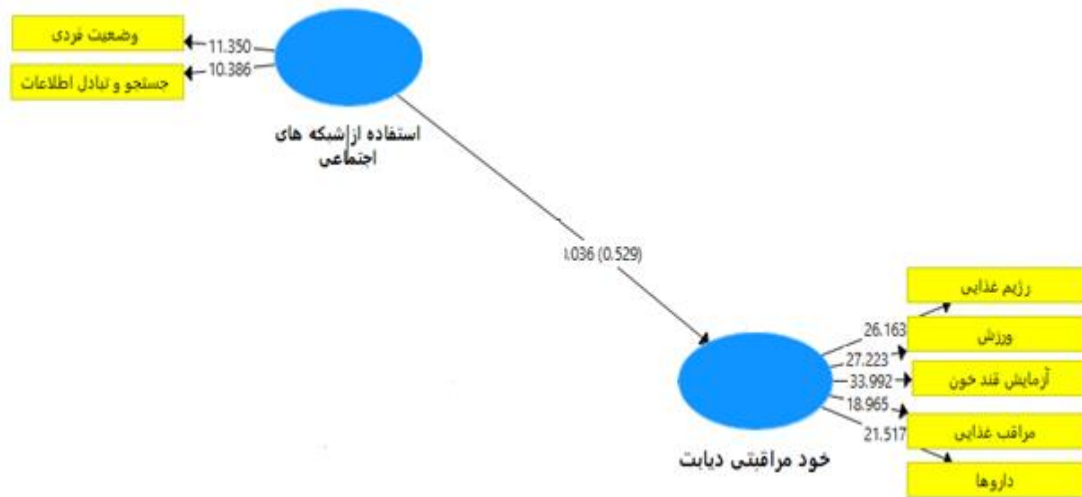 وضعیت فردی
11.350
10.386
جستجو و تبادل اطلاعات
استفاده از شبکه های
اجتماعی
(0.529)
رژیم غذایی
26.163
ورزش
27.223
آزمایش قند خون
33.992
18.965
مراقب غذایی
21.517
خود مراقبتی دیابت
داروها